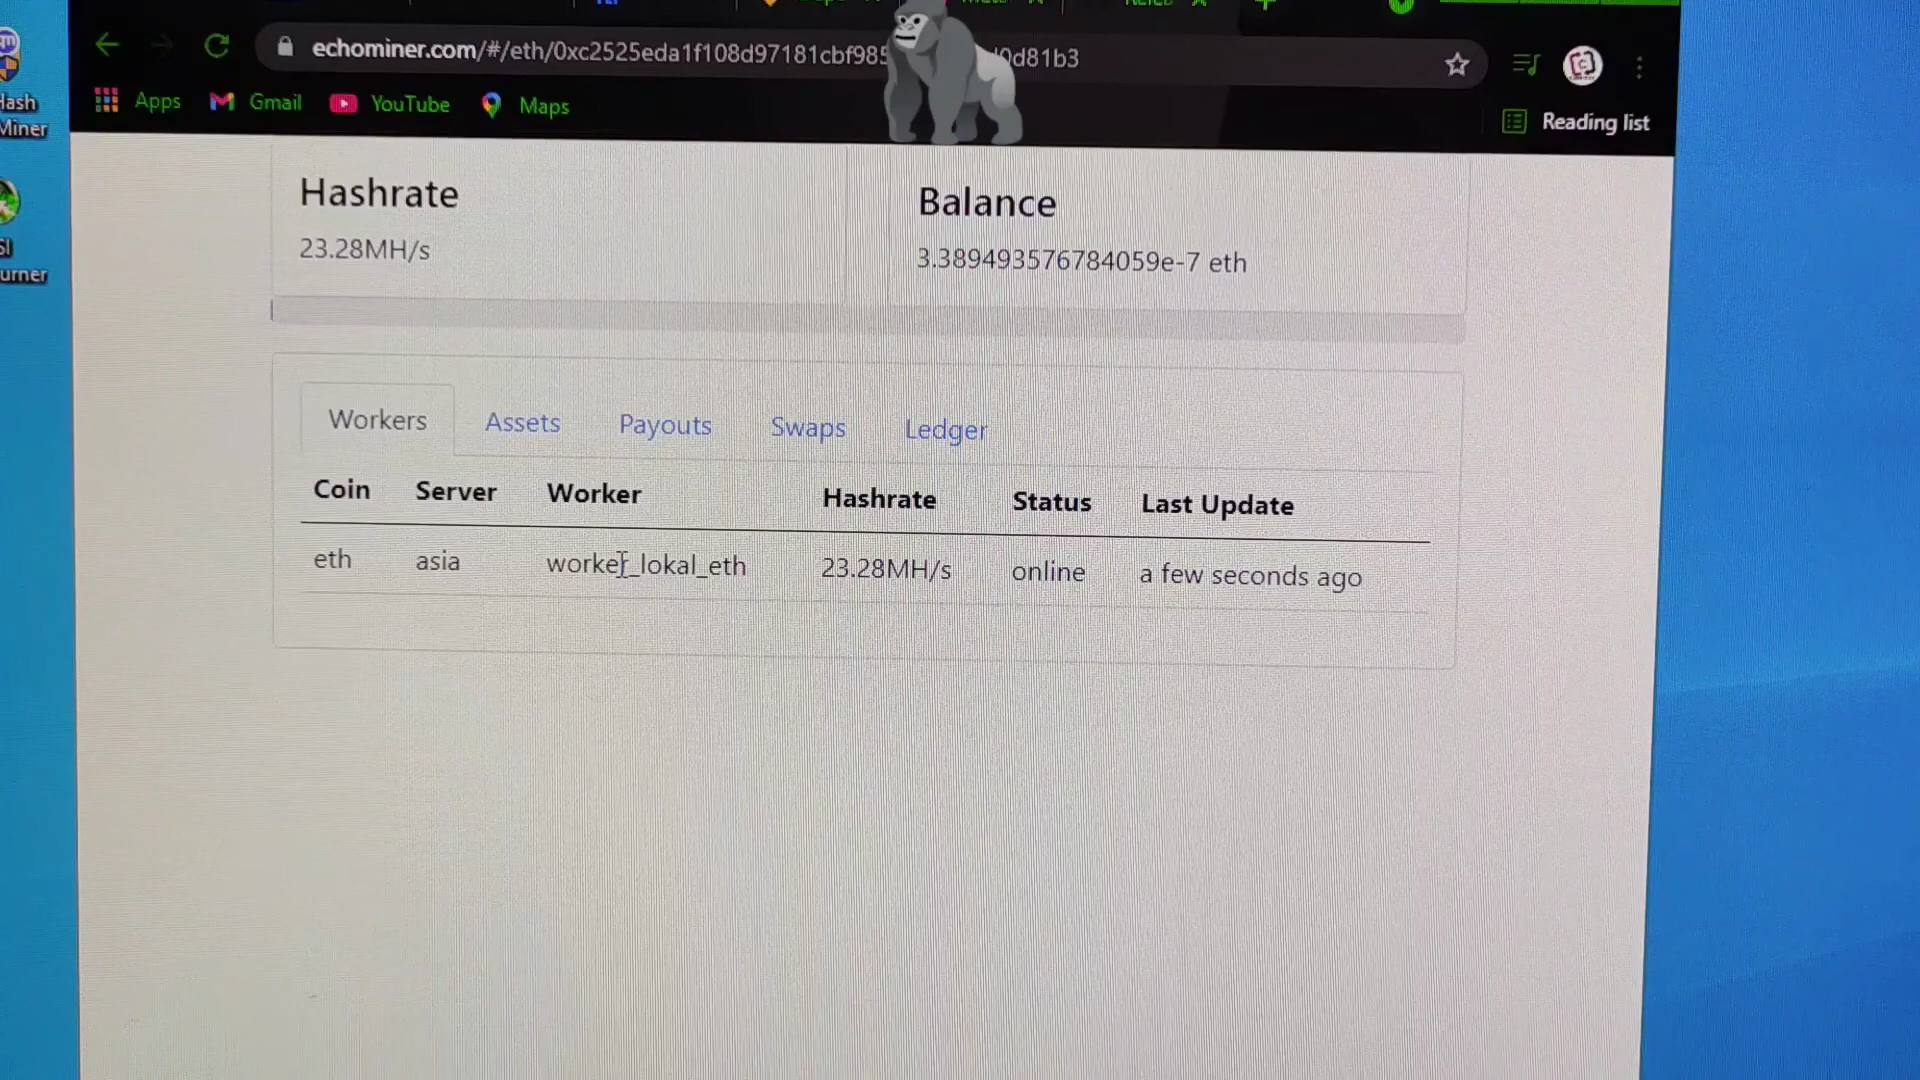 echominer.com/#/eth/0xc2525eda1f108d97181cbf985 0d81b3
Apps Gmail YouTube Maps
Reading list
Miner
Hashrate
23.28MH/s
Balance
3.389493576784059e-7 eth
Workers Assets Payouts Swaps Ledger
Coin Server Worker Hashrate Status Last Update
eth asia worker_lokal_eth 23.28MH/s online a few seconds ago